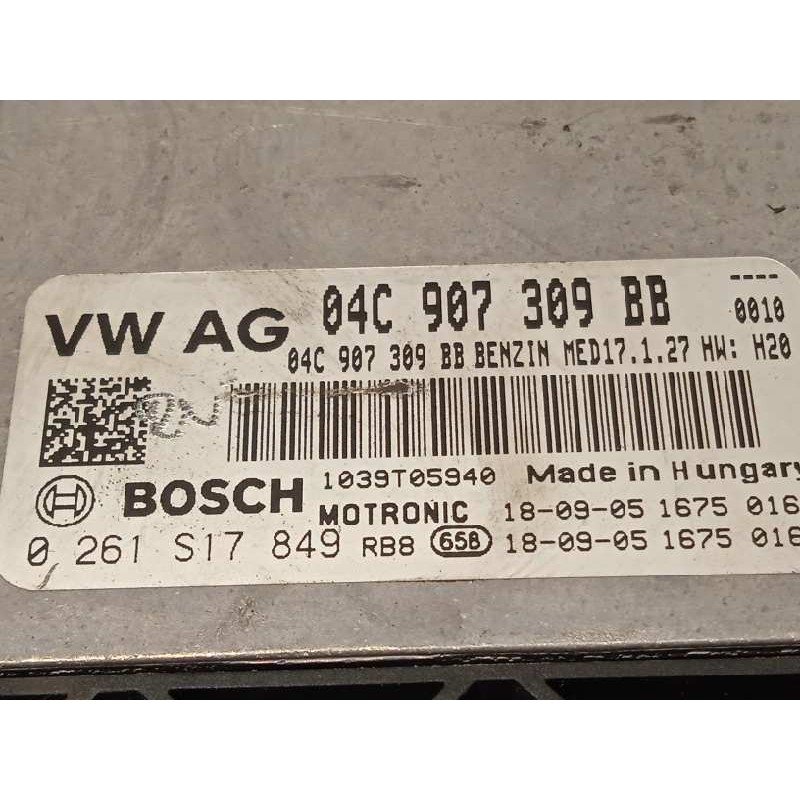 VW AG 04C 907 309 BB ---- 0010
04C 907 309 BB BENZIN MED17.1.27 HW: H20
1039T05940 Made in Hungary
BOSCH MOTRONIC 18-09-05 1675 016
0 261 S17 849 RB8 658 18-09-05 1675 016